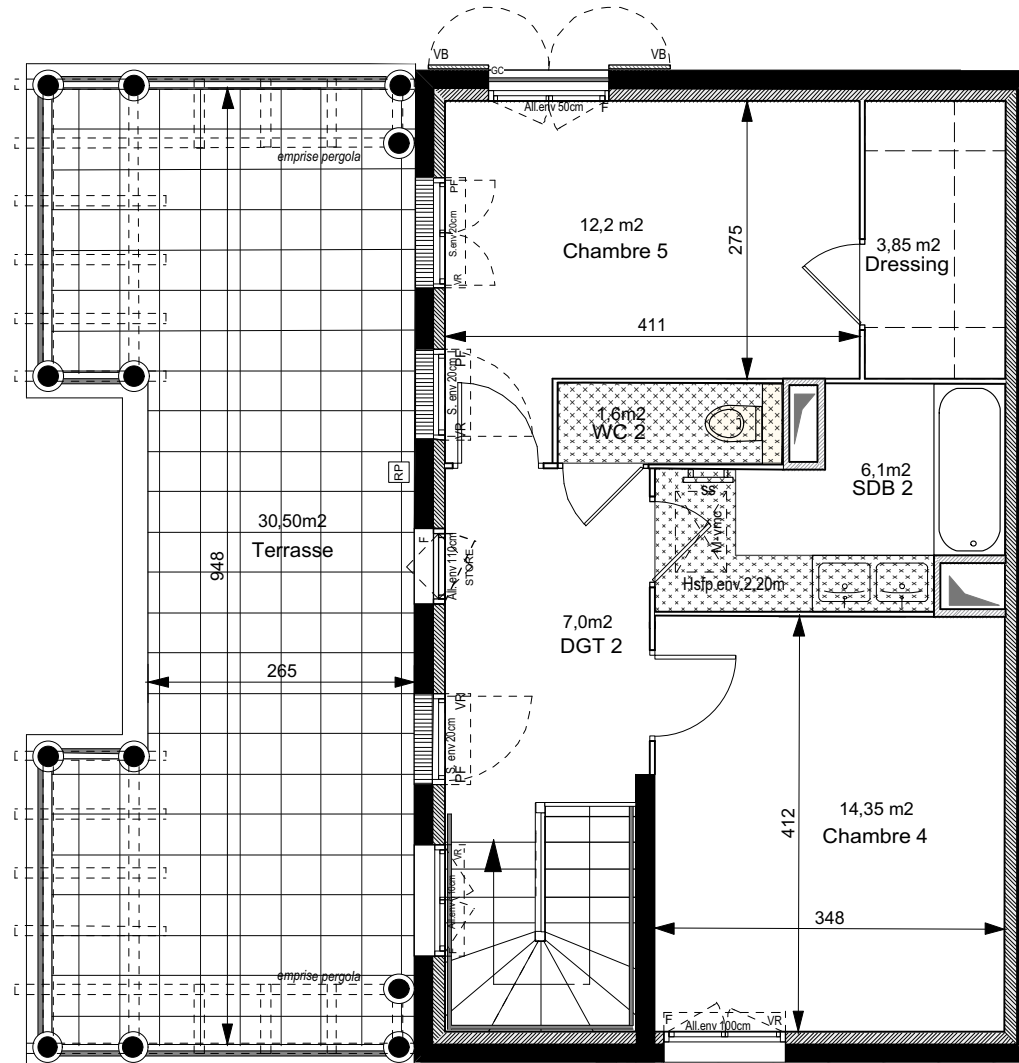 VB
VB
GC
All.env 50cm
F
emprise pergola
PF
S.env 20cm
VR
12,2 m2
Chambre 5
275
3,85 m2
Dressing
411
PF
S. env 20cm
VR
1.6m2
WC 2
6,1m2
SDB 2
RP
SS
M-vmc
Hsfp.env.2,20m
30,50m2
Terrasse
948
265
F
All.env 110cm
STORE
7,0m2
DGT 2
VR
S. env 20cm
PF
14,35 m2
Chambre 4
412
348
VR
F
emprise pergola
F
All.env 100cm
VR